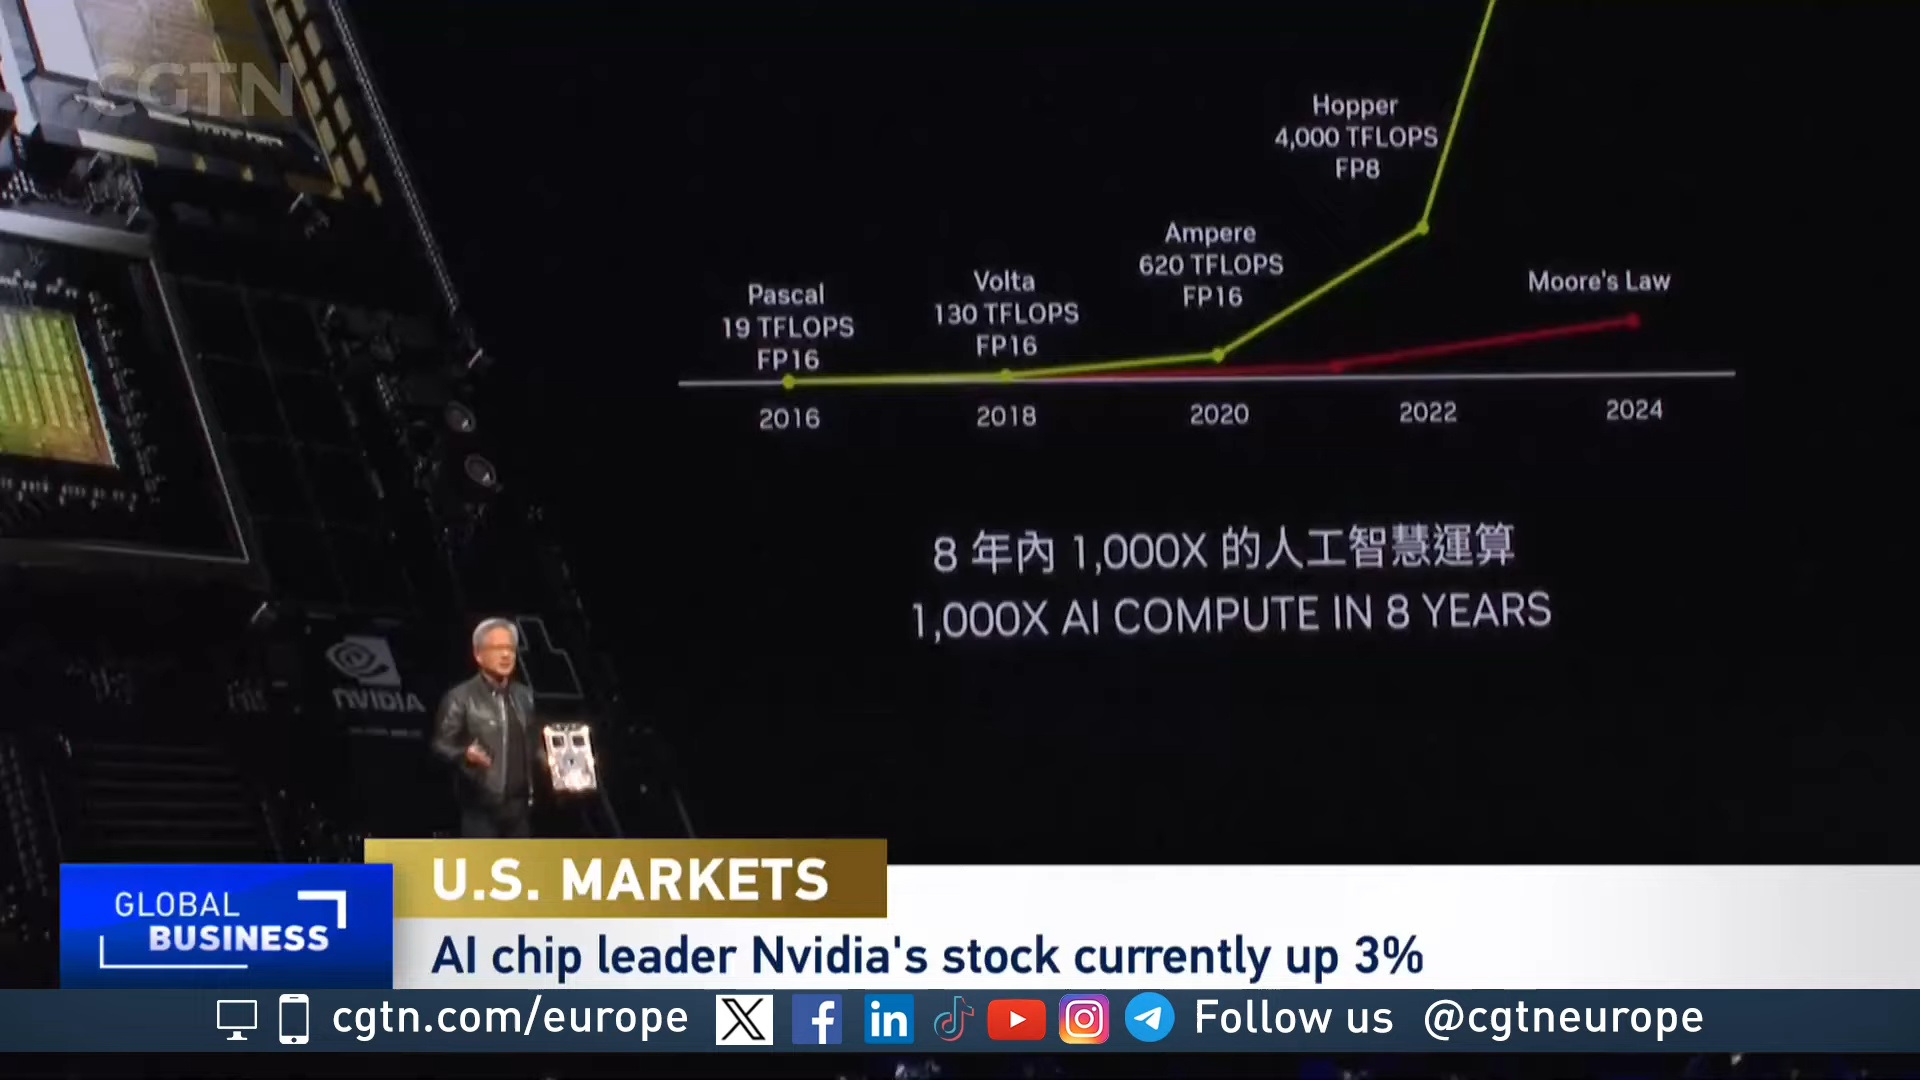 CGTN
Hopper
4,000 TFLOPS
FP8
Ampere
620 TFLOPS
FP16
Volta
130 TFLOPS
FP16
Pascal
19 TFLOPS
FP16
Moore's Law
2016
2018
2020
2022
2024
8 年內 1,000X 的人工智慧運算
1,000X AI COMPUTE IN 8 YEARS
NVIDIA
U.S. MARKETS
GLOBAL
BUSINESS
AI chip leader Nvidia's stock currently up 3%
cgtn.com/europe
Follow us @cgtneurope